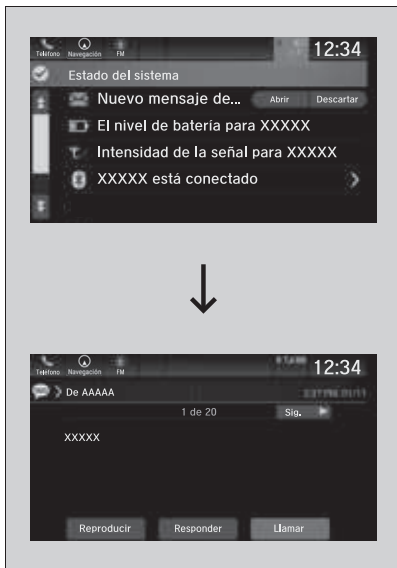 Teléfono Navegación FM 12:34
Estado del sistema
Nuevo mensaje de... Abrir Descartar
El nivel de batería para XXXXX
Intensidad de la señal para XXXXX
XXXXX está conectado
Teléfono Navegación FM 12:34
De AAAAA
1 de 20 Sig.
XXXXX
Reproducir Responder Llamar